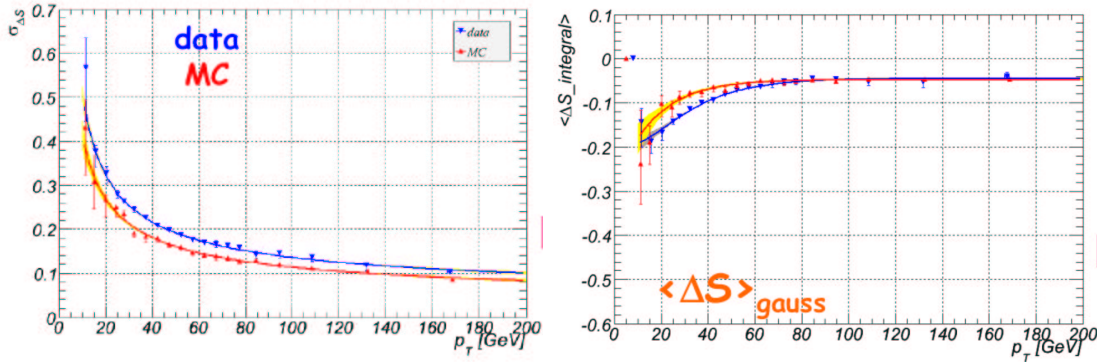 σ_ΔS
0.7
0.6
0.5
0.4
0.3
0.2
0.1
0
0 20 40 60 80 100 120 140 160 180 200
p_T [GeV]
data
MC
data
MC
<ΔS_integral>
0.1
0
-0.1
-0.2
-0.3
-0.4
-0.5
-0.6
0 20 40 60 80 100 120 140 160 180 200
p_T [GeV]
<ΔS>gauss